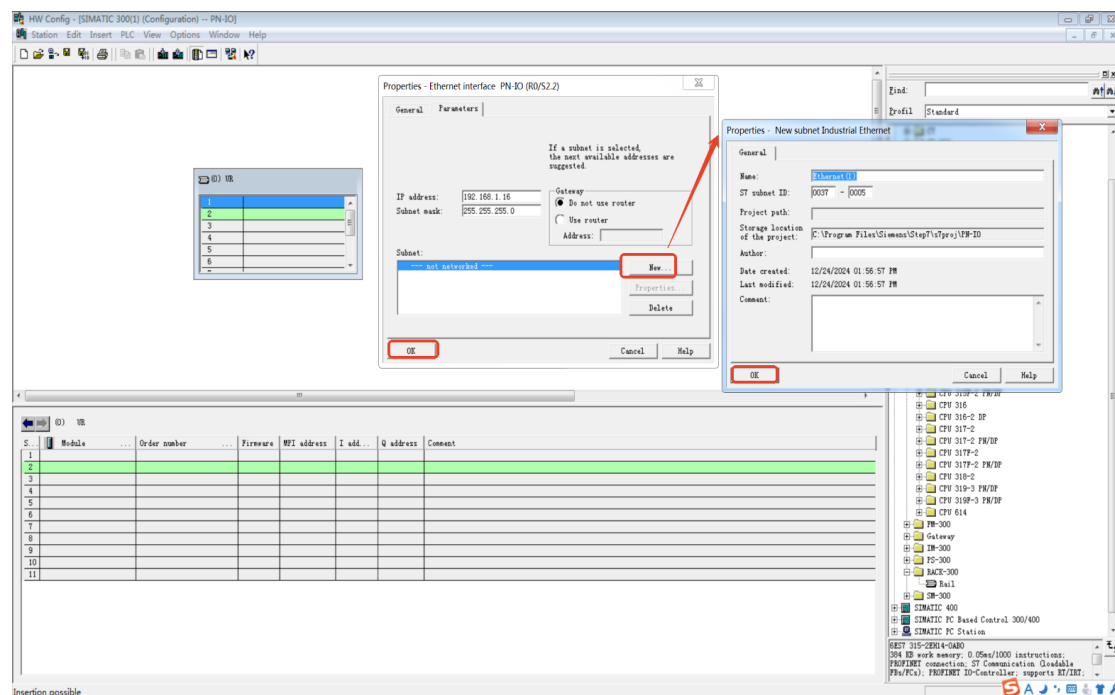 HW Config - [SIMATIC 300(1) (Configuration) -- PN-IO]
Station Edit Insert PLC View Options Window Help
Find:
Profil Standard
(0) UR
1
2
3
4
5
6
Properties - Ethernet interface PN-IO (R0/S2.2)
General Parameters
If a subnet is selected,
the next available addresses are
suggested.
IP address: 192.168.1.16
Subnet mask: 255.255.255.0
Gateway
Do not use router
Use router
Address:
Subnet:
--- not networked ---
New...
Properties...
Delete
OK Cancel Help
Properties - New subnet Industrial Ethernet
General
Name: Ethernet(1)
S7 subnet ID: 0037 - 0005
Project path:
Storage location
of the project: C:\Program Files\Siemens\Step7\s7proj\PN-IO
Author:
Date created: 12/24/2024 01:56:57 PM
Last modified: 12/24/2024 01:56:57 PM
Comment:
OK Cancel Help
CPU 315F-2 PN/DP
CPU 316
CPU 316-2 DP
CPU 317-2
CPU 317-2 PN/DP
CPU 317F-2
CPU 317F-2 PN/DP
CPU 318-2
CPU 319-3 PN/DP
CPU 319F-3 PN/DP
CPU 614
FM-300
Gateway
IM-300
PS-300
RACK-300
Rail
SM-300
SIMATIC 400
SIMATIC PC Based Control 300/400
SIMATIC PC Station
(0) UR
S... Module ... Order number ... Firmware MPI address I add... Q address Comment
1
2
3
4
5
6
7
8
9
10
11
6ES7 315-2EH14-0AB0
384 KB work memory; 0.05ms/1000 instructions;
PROFINET connection; S7 Communication (loadable
FBs/FCs); PROFINET IO-Controller; supports RT/IRT;
Insertion possible